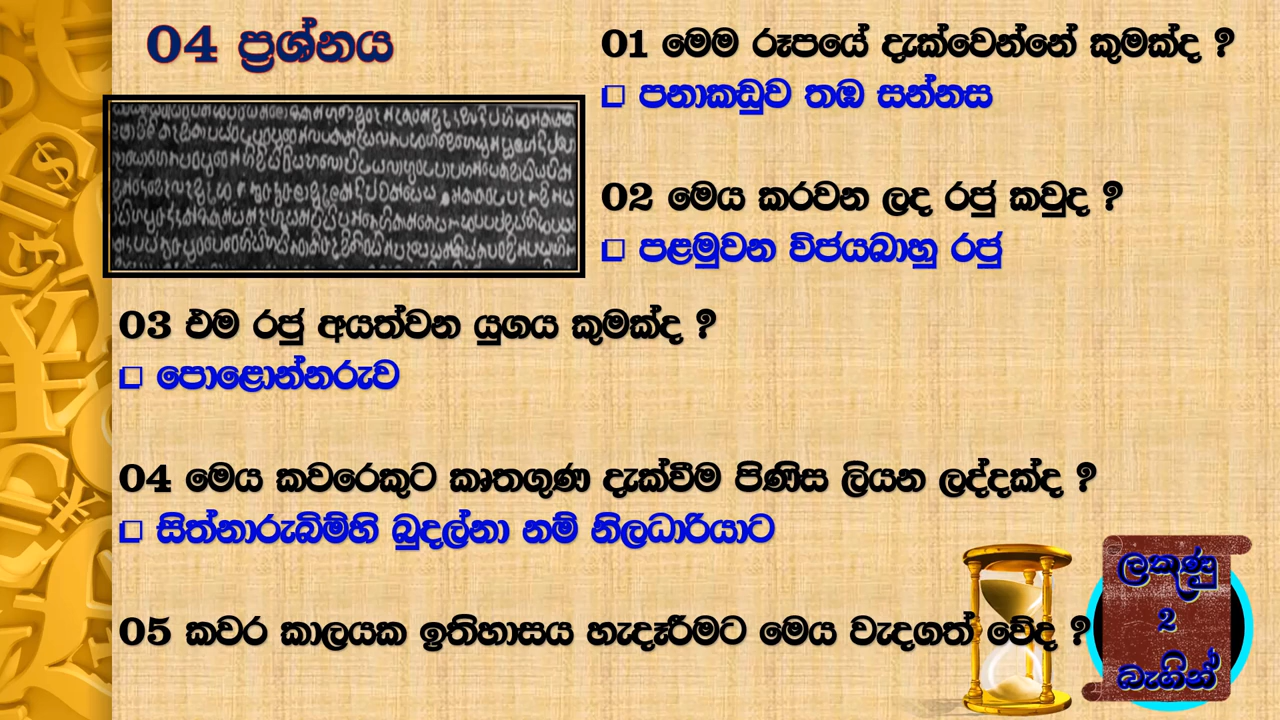 04 ප්‍රශ්නය
01 මෙම රූපයේ දැක්වෙන්නේ කුමක්ද ?
□ පනාකඩුව තඹ සන්නස
02 මෙය කරවන ලද රජු කවුද ?
□ පළමුවන විජයබාහු රජු
03 එම රජු අයත්වන යුගය කුමක්ද ?
□ පොළොන්නරුව
04 මෙය කවරෙකුට කෘතගුණ දැක්වීම පිණිස ලියන ලද්දක්ද ?
□ සිත්නාරුබිම්හි බුදල්නා නම් නිලධාරියාට
05 කවර කාලයක ඉතිහාසය හැදෑරීමට මෙය වැදගත් වේද ?
ලකුණු
2
බැගින්